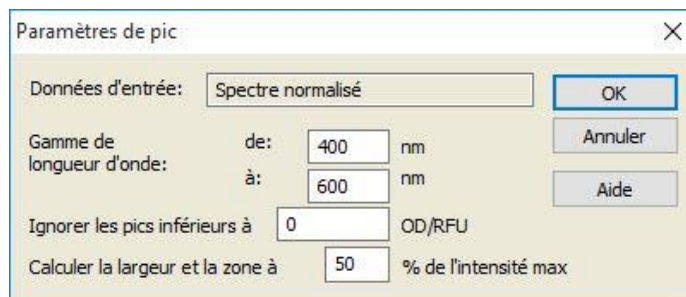 Paramètres de pic
Données d'entrée: Spectre normalisé OK
Gamme de longueur d'onde: de: 400 nm Annuler
à: 600 nm Aide
Ignorer les pics inférieurs à 0 OD/RFU
Calculer la largeur et la zone à 50 % de l'intensité max